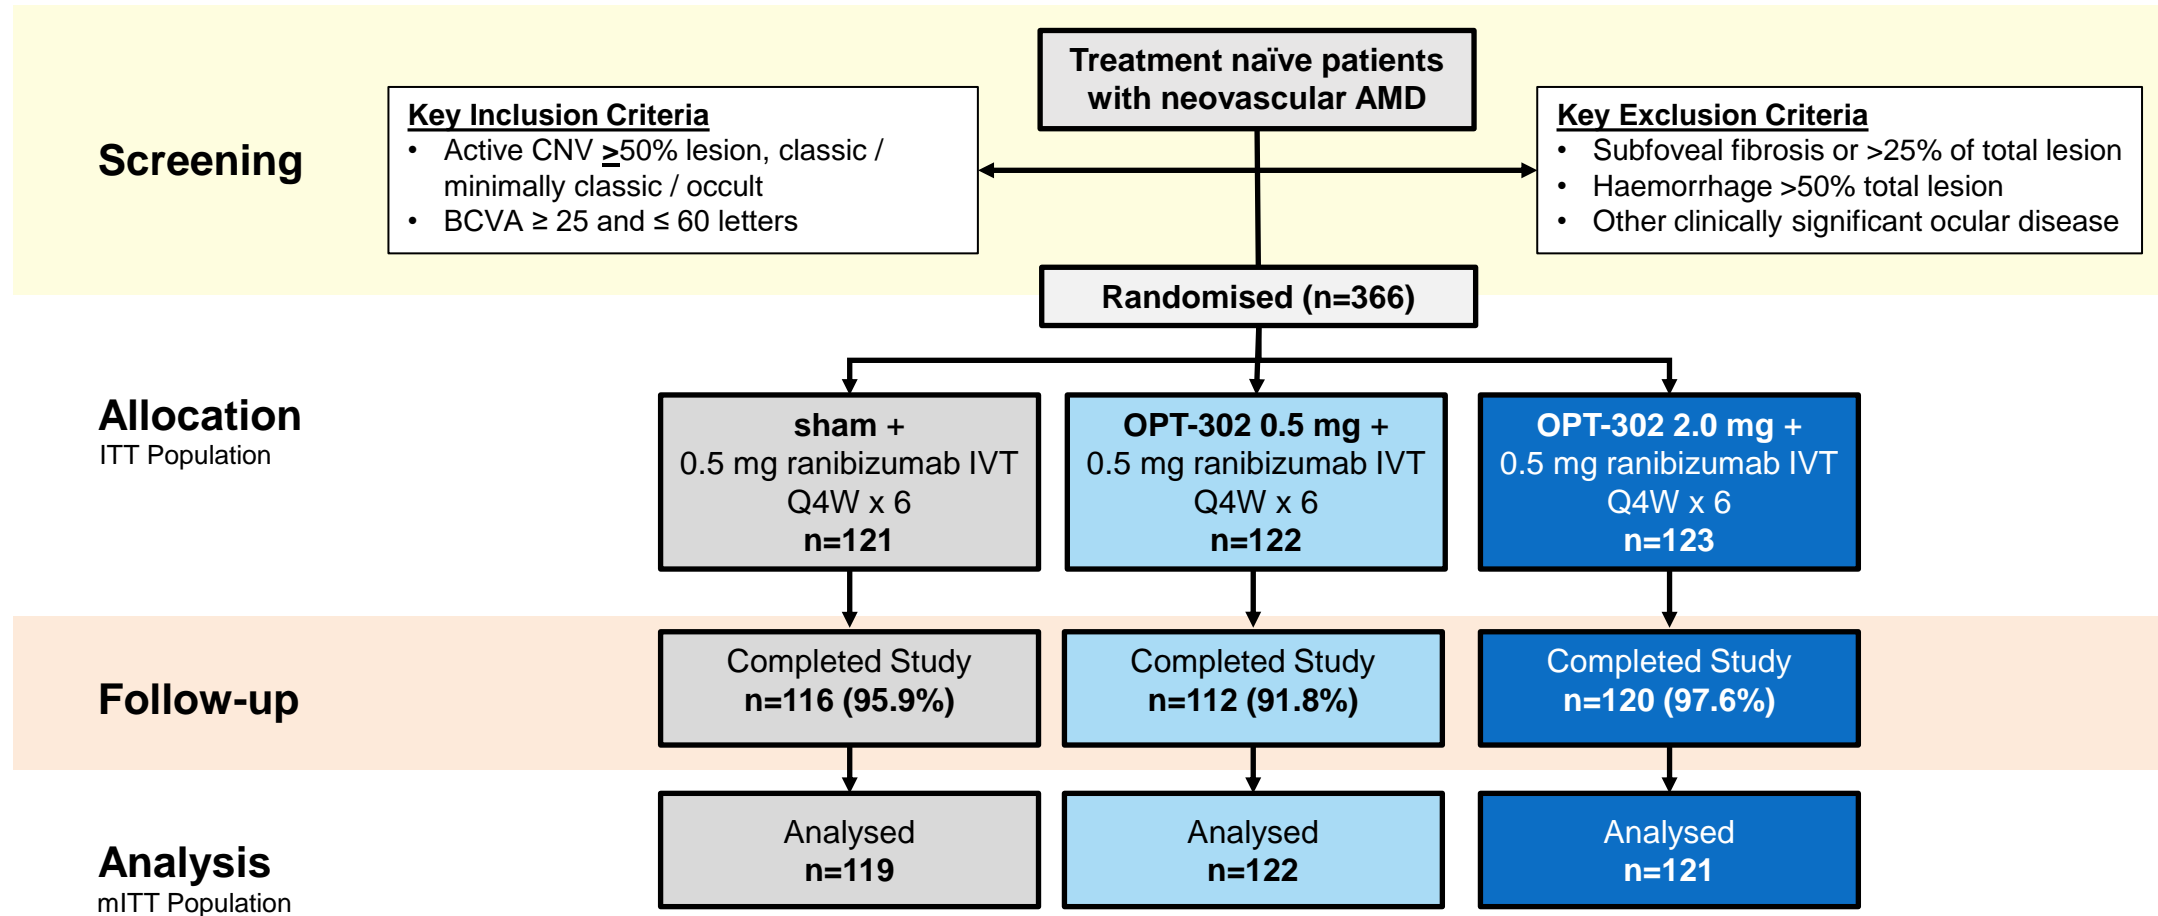 Treatment naïve patients
with neovascular AMD
Screening
Key Inclusion Criteria
• Active CNV ≥50% lesion, classic /
minimally classic / occult
• BCVA ≥ 25 and ≤ 60 letters
Key Exclusion Criteria
• Subfoveal fibrosis or >25% of total lesion
• Haemorrhage >50% total lesion
• Other clinically significant ocular disease
Randomised (n=366)
Allocation
ITT Population
sham +
0.5 mg ranibizumab IVT
Q4W x 6
n=121
OPT-302 0.5 mg +
0.5 mg ranibizumab IVT
Q4W x 6
n=122
OPT-302 2.0 mg +
0.5 mg ranibizumab IVT
Q4W x 6
n=123
Follow-up
Completed Study
n=116 (95.9%)
Completed Study
n=112 (91.8%)
Completed Study
n=120 (97.6%)
Analysis
mITT Population
Analysed
n=119
Analysed
n=122
Analysed
n=121